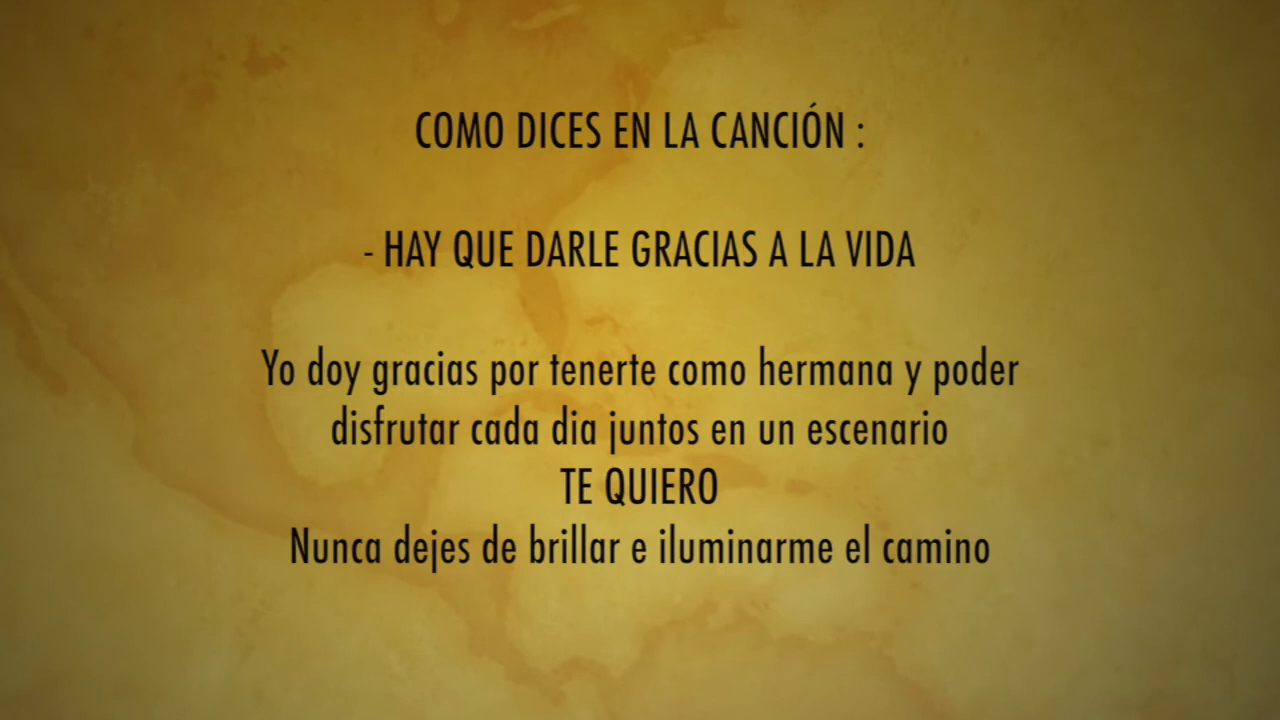 COMO DICES EN LA CANCIÓN :
- HAY QUE DARLE GRACIAS A LA VIDA
Yo doy gracias por tenerte como hermana y poder
disfrutar cada dia juntos en un escenario
TE QUIERO
Nunca dejes de brillar e iluminarme el camino